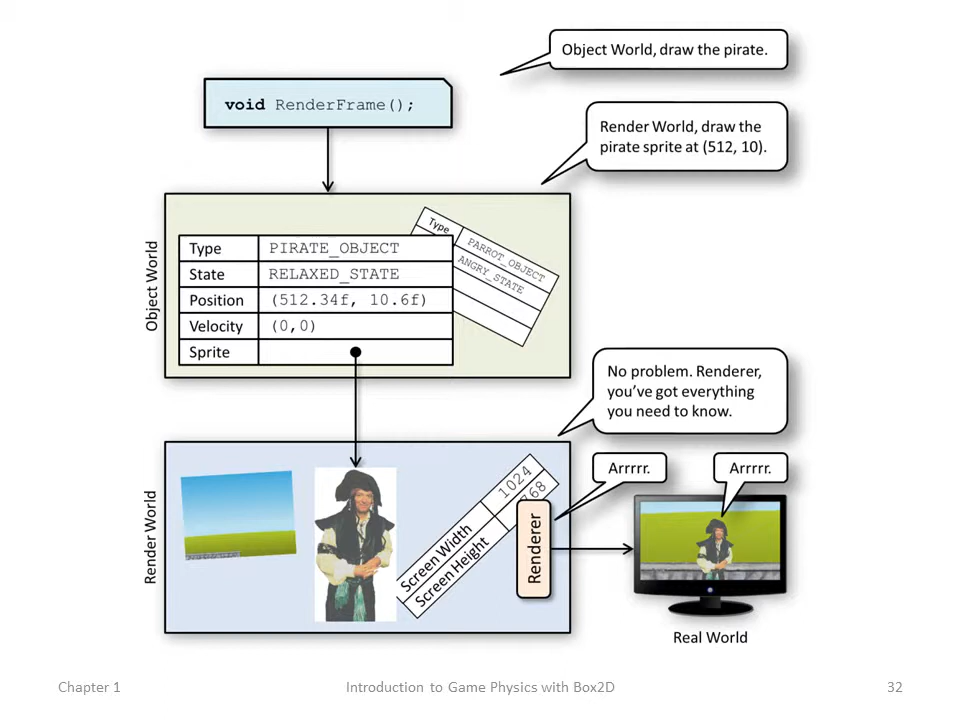 Object World, draw the pirate.
void RenderFrame();
Render World, draw the
pirate sprite at (512, 10).
Object World
Type PIRATE_OBJECT
State RELAXED_STATE
Position (512.34f, 10.6f)
Velocity (0,0)
Sprite
Type PARROT_OBJECT
ANGRY_STATE
No problem. Renderer,
you've got everything
you need to know.
Render World
Screen Width 1024
Screen Height 768
Renderer
Arrrrr.
Arrrrr.
Real World
Chapter 1
Introduction to Game Physics with Box2D
32